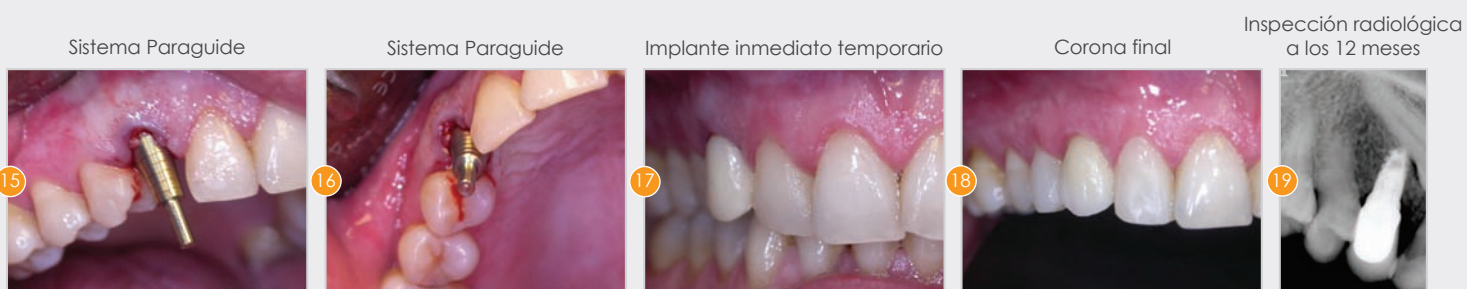 Sistema Paraguide
Sistema Paraguide
Implante inmediato temporario
Corona final
Inspección radiológica
a los 12 meses
15
16
17
18
19